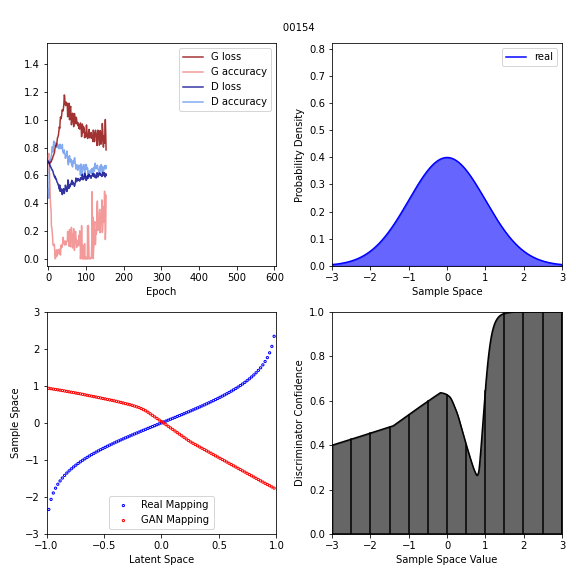 00154
G loss
G accuracy
D loss
D accuracy
1.4
1.2
1.0
0.8
0.6
0.4
0.2
0.0
0 100 200 300 400 500 600
Epoch
real
Probability Density
0.8
0.7
0.6
0.5
0.4
0.3
0.2
0.1
0.0
−3 −2 −1 0 1 2 3
Sample Space
Sample Space
3
2
1
0
−1
−2
−3
Real Mapping
GAN Mapping
−1.0 −0.5 0.0 0.5 1.0
Latent Space
Discriminator Confidence
1.0
0.8
0.6
0.4
0.2
0.0
−3 −2 −1 0 1 2 3
Sample Space Value